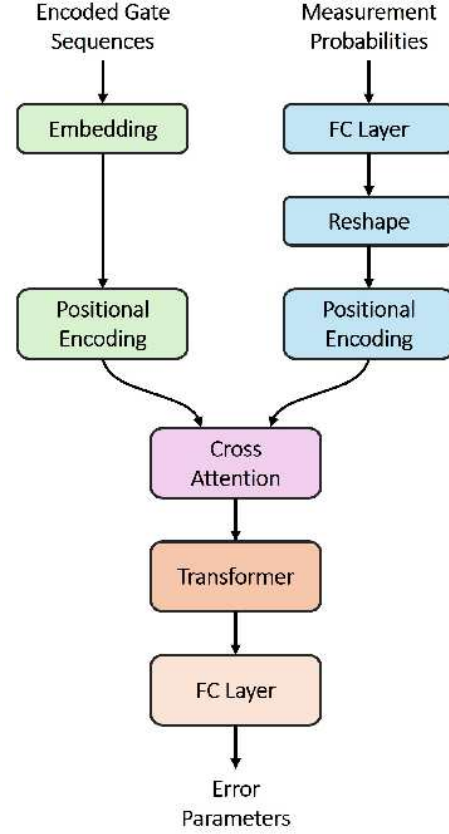 Encoded Gate
Sequences
Measurement
Probabilities
Embedding
FC Layer
Reshape
Positional
Encoding
Positional
Encoding
Cross
Attention
Transformer
FC Layer
Error
Parameters